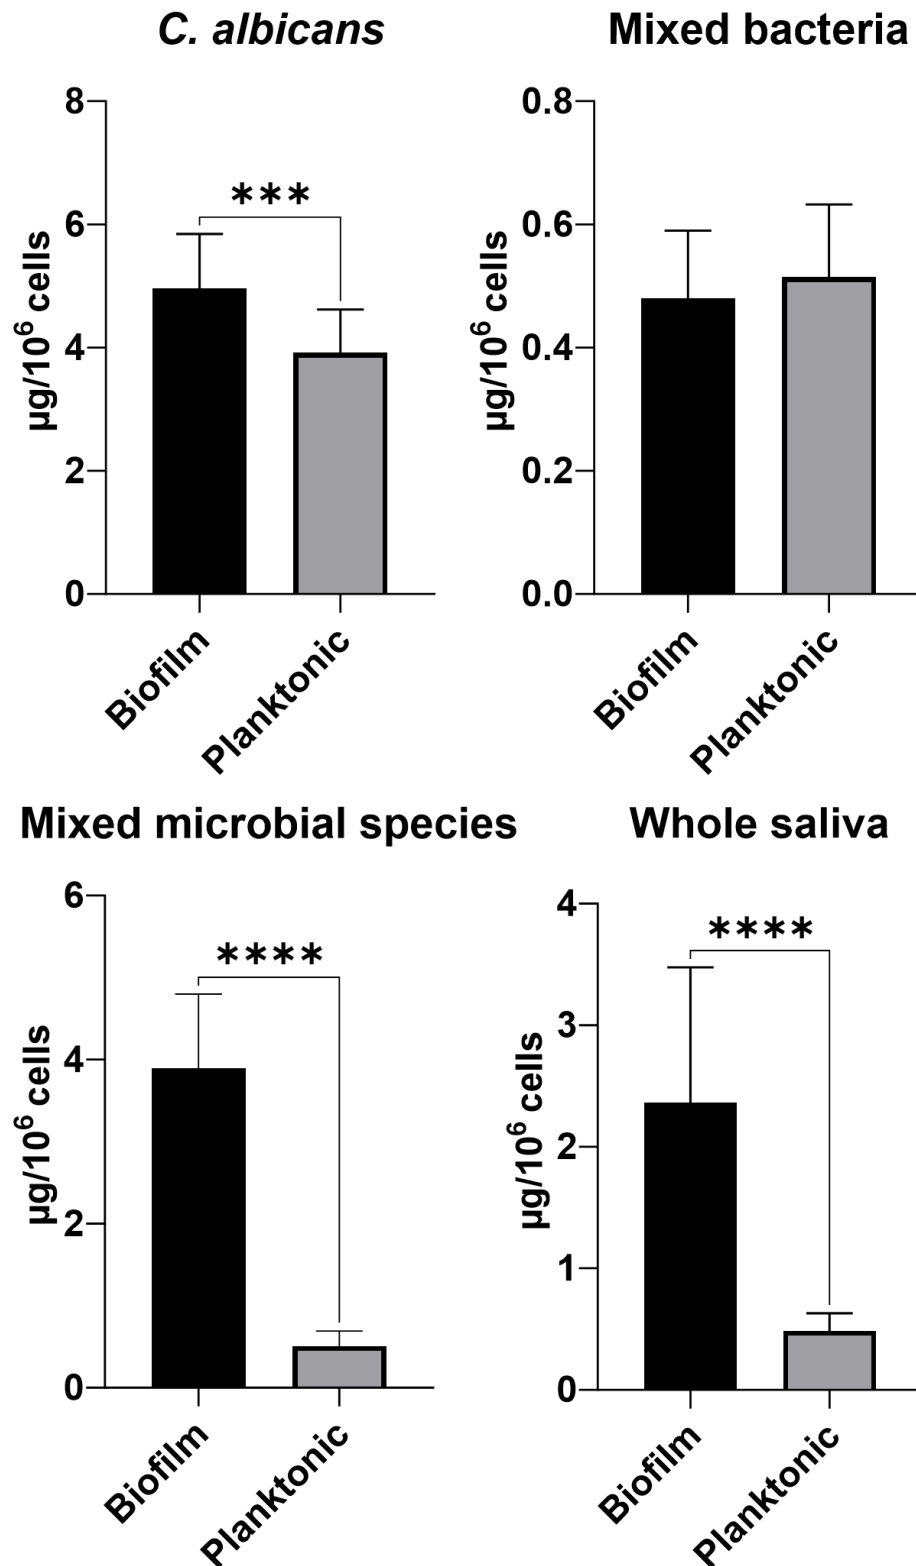 C. albicans
8
6
4
2
0
µg/10⁶ cells
***
Biofilm
Planktonic
Mixed bacteria
0.8
0.6
0.4
0.2
0.0
µg/10⁶ cells
Biofilm
Planktonic
Mixed microbial species
6
4
2
0
µg/10⁶ cells
****
Biofilm
Planktonic
Whole saliva
4
3
2
1
0
µg/10⁶ cells
****
Biofilm
Planktonic